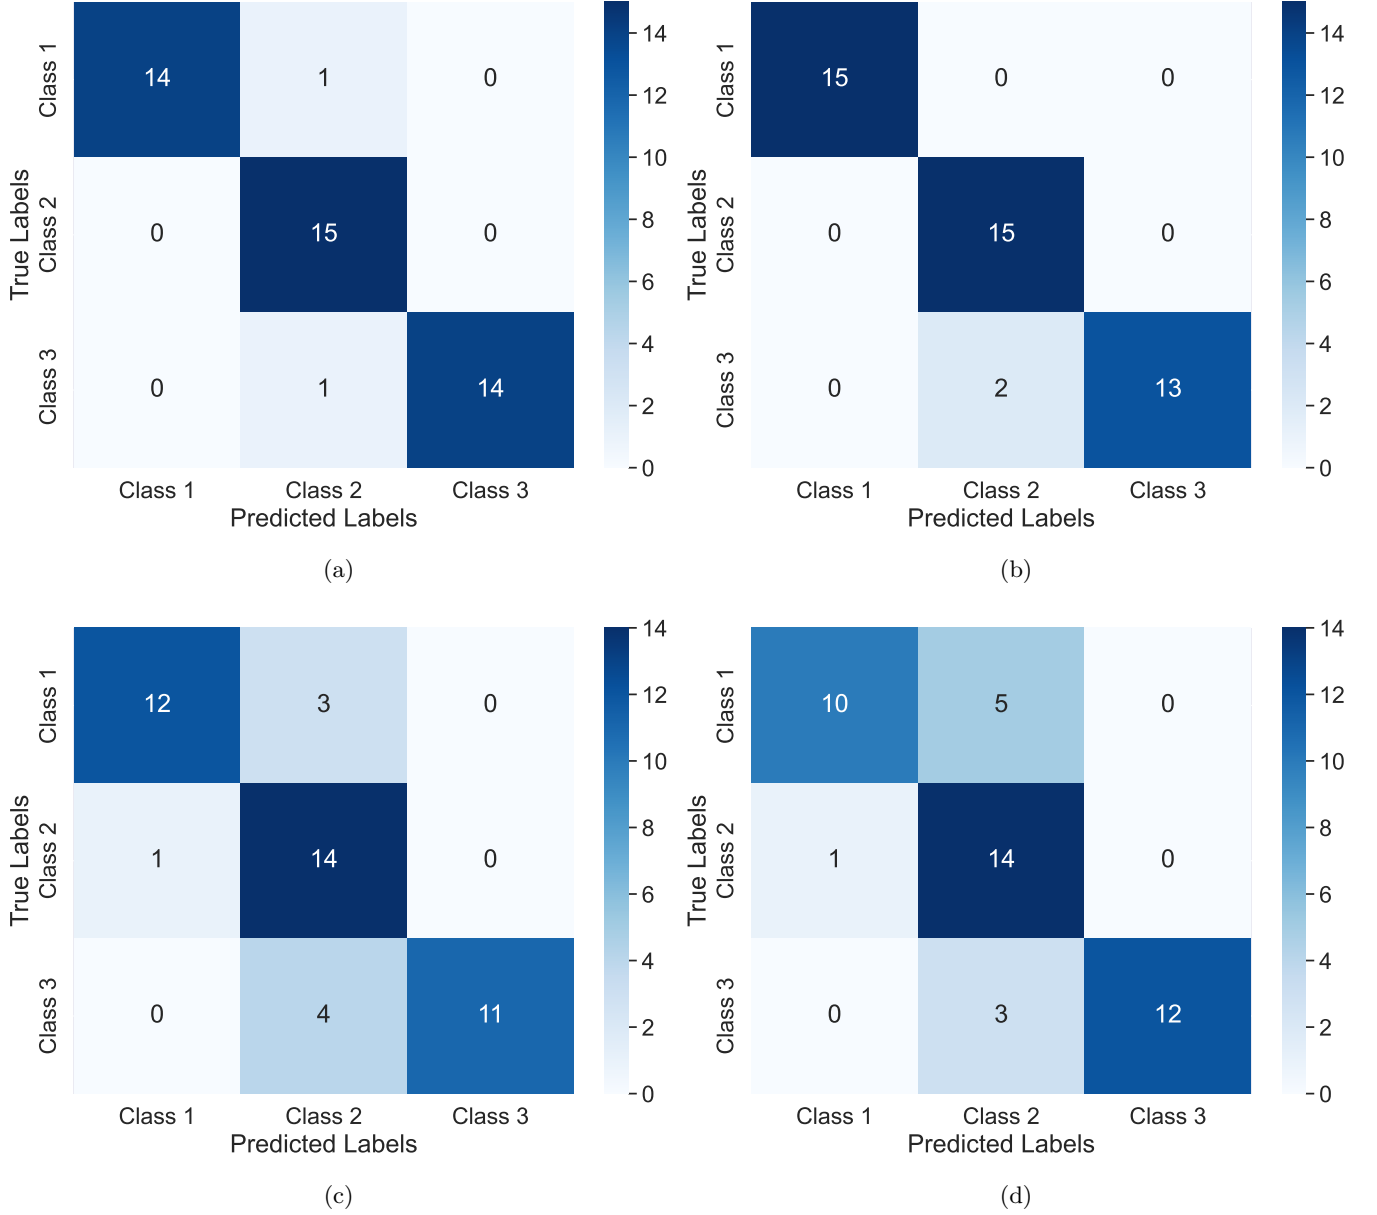 True Labels
Class 1
Class 2
Class 3
14 1 0
0 15 0
0 1 14
14
12
10
8
6
4
2
0
Class 1 Class 2 Class 3
Predicted Labels
(a)
True Labels
Class 1
Class 2
Class 3
15 0 0
0 15 0
0 2 13
14
12
10
8
6
4
2
0
Class 1 Class 2 Class 3
Predicted Labels
(b)
True Labels
Class 1
Class 2
Class 3
12 3 0
1 14 0
0 4 11
14
12
10
8
6
4
2
0
Class 1 Class 2 Class 3
Predicted Labels
(c)
True Labels
Class 1
Class 2
Class 3
10 5 0
1 14 0
0 3 12
14
12
10
8
6
4
2
0
Class 1 Class 2 Class 3
Predicted Labels
(d)